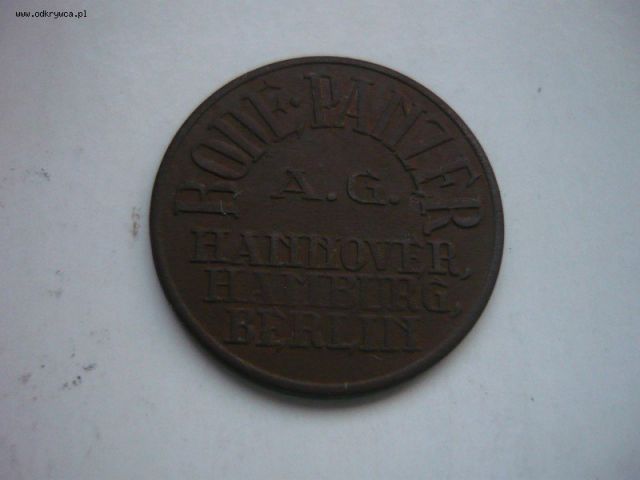 www.odkrywca.pl
BODE·PANZER
A.G.
HANNOVER,
HAMBURG,
BERLIN